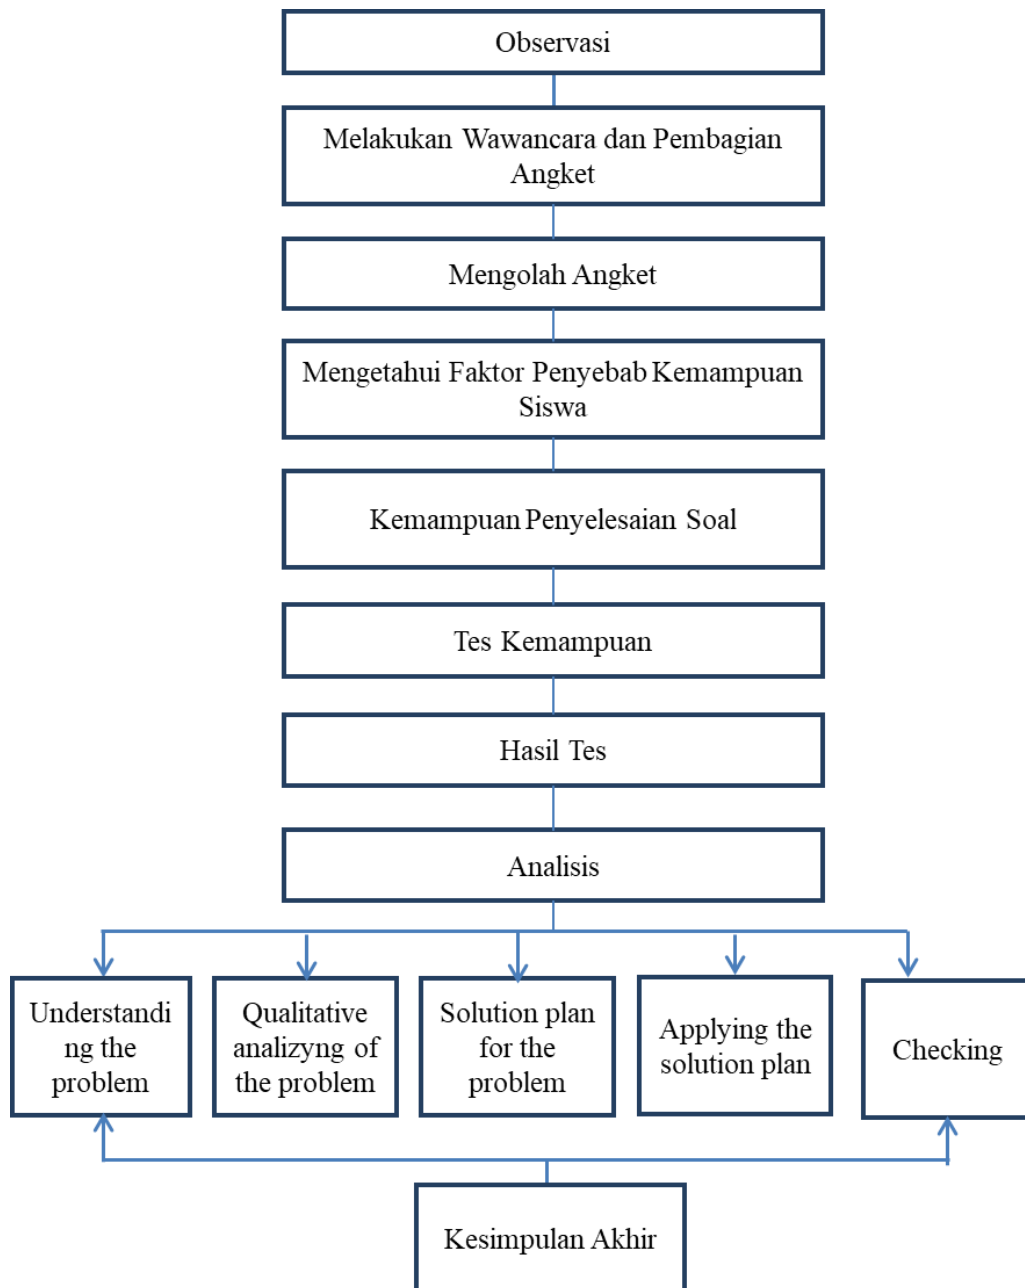 Observasi
Melakukan Wawancara dan Pembagian
Angket
Mengolah Angket
Mengetahui Faktor Penyebab Kemampuan
Siswa
Kemampuan Penyelesaian Soal
Tes Kemampuan
Hasil Tes
Analisis
Understandi
ng the
problem
Qualitative
analizyng of
the problem
Solution plan
for the
problem
Applying the
solution plan
Checking
Kesimpulan Akhir